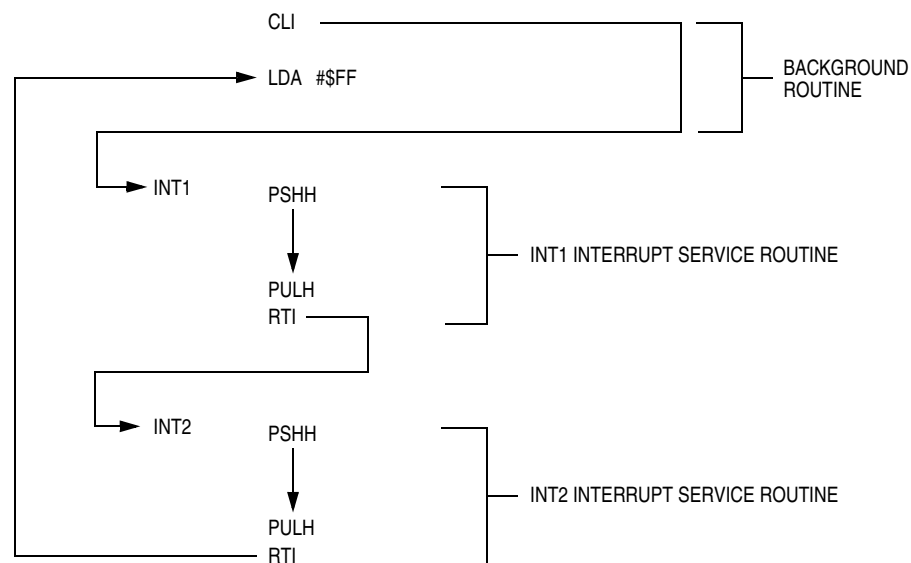 CLI
LDA #$FF
BACKGROUND
ROUTINE
INT1
PSHH
INT1 INTERRUPT SERVICE ROUTINE
PULH
RTI
INT2
PSHH
INT2 INTERRUPT SERVICE ROUTINE
PULH
RTI